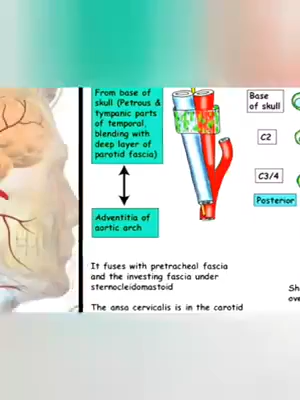 From base of
skull (Petrous &
tympanic parts
of temporal,
blending with
deep layer of
parotid fascia)
Adventitia of
aortic arch
Base
of skull
C2
C3/4
Posterior
It fuses with pretracheal fascia
and the investing fascia under
sternocleidomastoid
The ansa cervicalis is in the carotid
Sh
ove